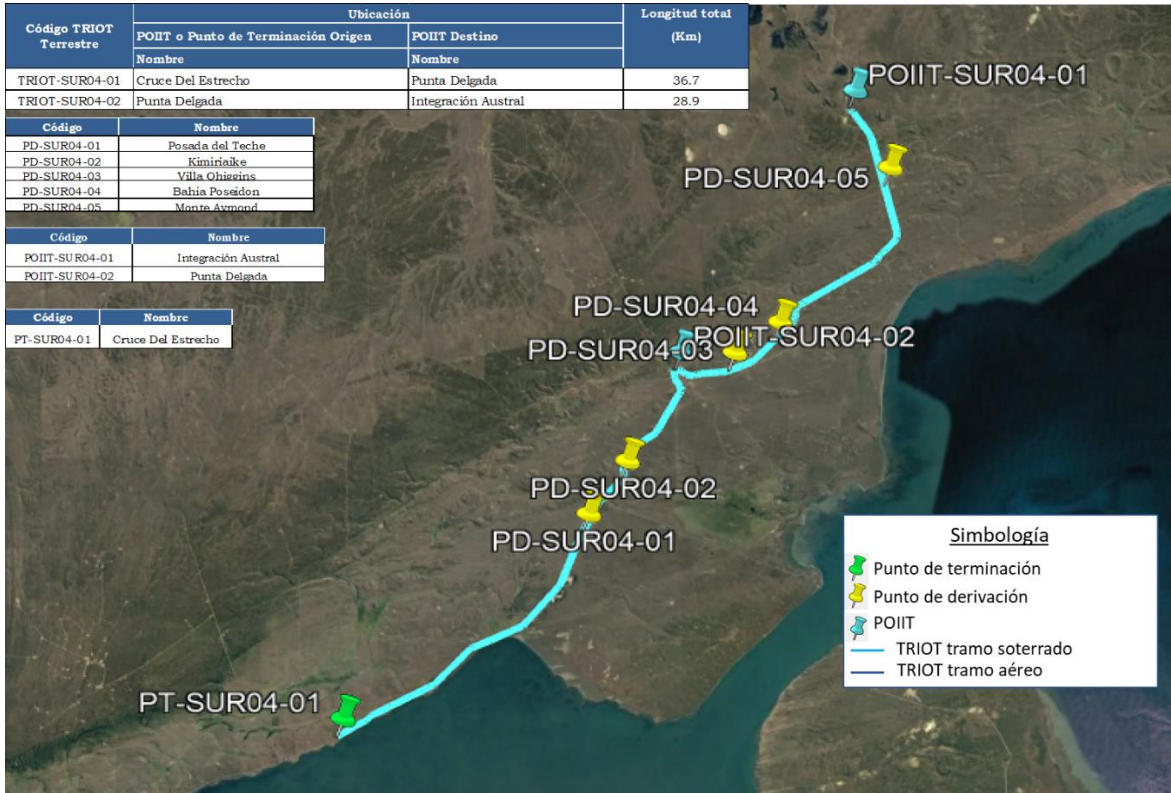 Código TRIOT Terrestre Ubicación Longitud total (Km)
POIIT o Punto de Terminación Origen POIIT Destino
Nombre Nombre
TRIOT-SUR04-01 Cruce Del Estrecho Punta Delgada 36.7
TRIOT-SUR04-02 Punta Delgada Integración Austral 28.9
Código Nombre
PD-SUR04-01 Posada del Teche
PD-SUR04-02 Kimiriaike
PD-SUR04-03 Villa Ohiggins
PD-SUR04-04 Bahia Poseidon
PD-SUR04-05 Monte Aymond
Código Nombre
POIIT-SUR04-01 Integración Austral
POIIT-SUR04-02 Punta Delgada
Código Nombre
PT-SUR04-01 Cruce Del Estrecho
POIIT-SUR04-01
PD-SUR04-05
PD-SUR04-04
POIIT-SUR04-02
PD-SUR04-03
PD-SUR04-02
PD-SUR04-01
PT-SUR04-01
Simbología
Punto de terminación
Punto de derivación
POIIT
TRIOT tramo soterrado
TRIOT tramo aéreo